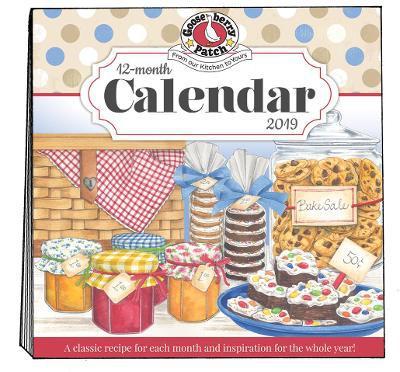 Gooseberry
Patch
From our Kitchen to Yours
12-month
Calendar
2019
Bake Sale
50¢
A classic recipe for each month and inspiration for the whole year!